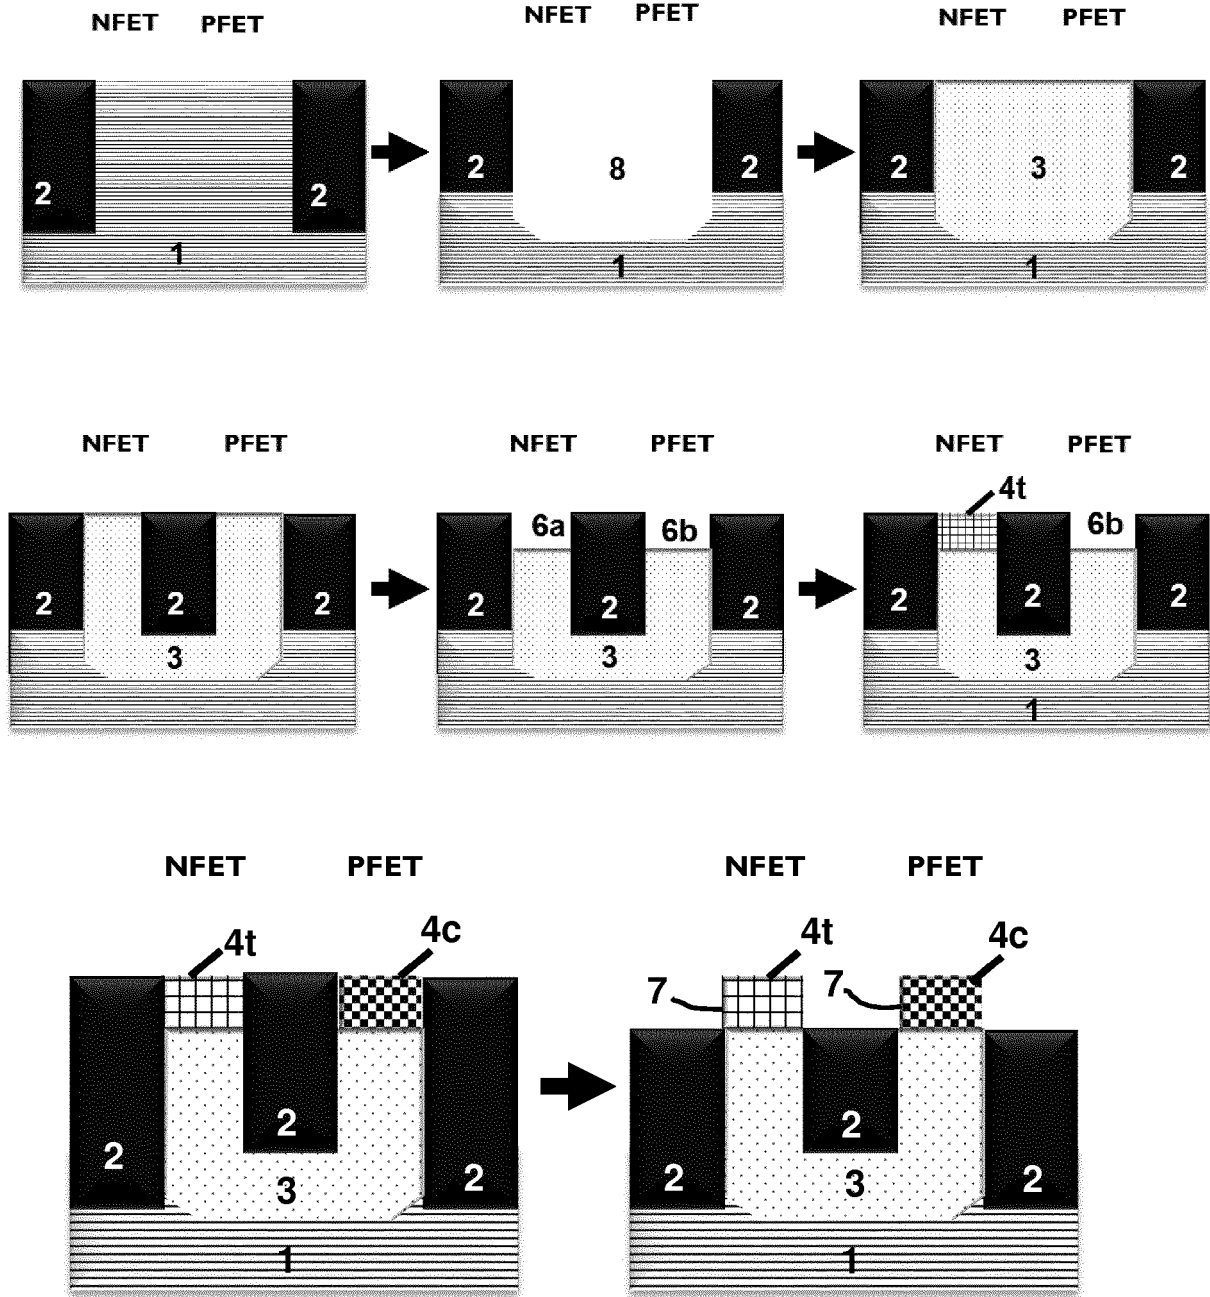 NFET PFET NFET PFET NFET PFET
2 2 2 8 2 2 3 2
1 1 1
NFET PFET NFET PFET NFET PFET
4t
6a 6b 6b
2 2 2 2 2 2 2 2 2
3 3 3
1
NFET PFET NFET PFET
4t 4c 4t 4c
7 7
2 2 2 2 2 2
3 3
1 1